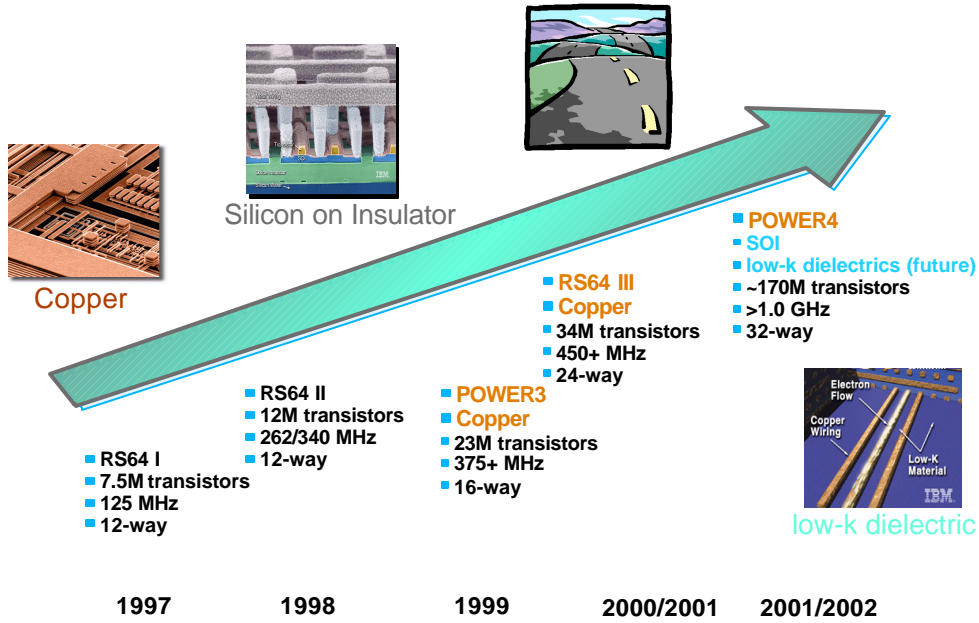 Silicon on Insulator
IBM
Copper
RS64 I
7.5M transistors
125 MHz
12-way
RS64 II
12M transistors
262/340 MHz
12-way
POWER3
Copper
23M transistors
375+ MHz
16-way
RS64 III
Copper
34M transistors
450+ MHz
24-way
POWER4
SOI
low-k dielectrics (future)
~170M transistors
>1.0 GHz
32-way
Electron
Flow
Copper
Wiring
Low-K
Material
IBM
low-k dielectric
1997
1998
1999
2000/2001
2001/2002